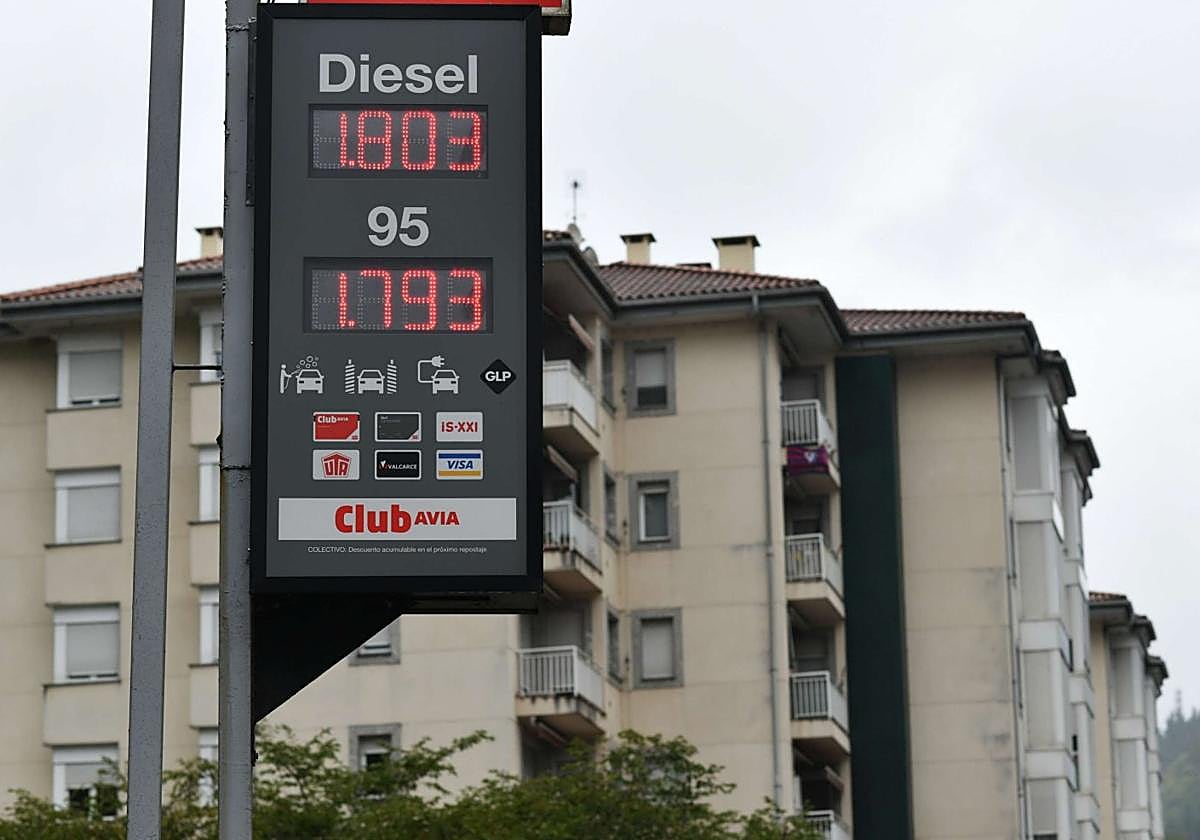 Diesel
1.803
95
1.793
GLP
Club AVIA
iS-XXI
UTA
VALCARCE
VISA
Club AVIA
COLECTIVO: Descuento acumulable en el próximo repostaje